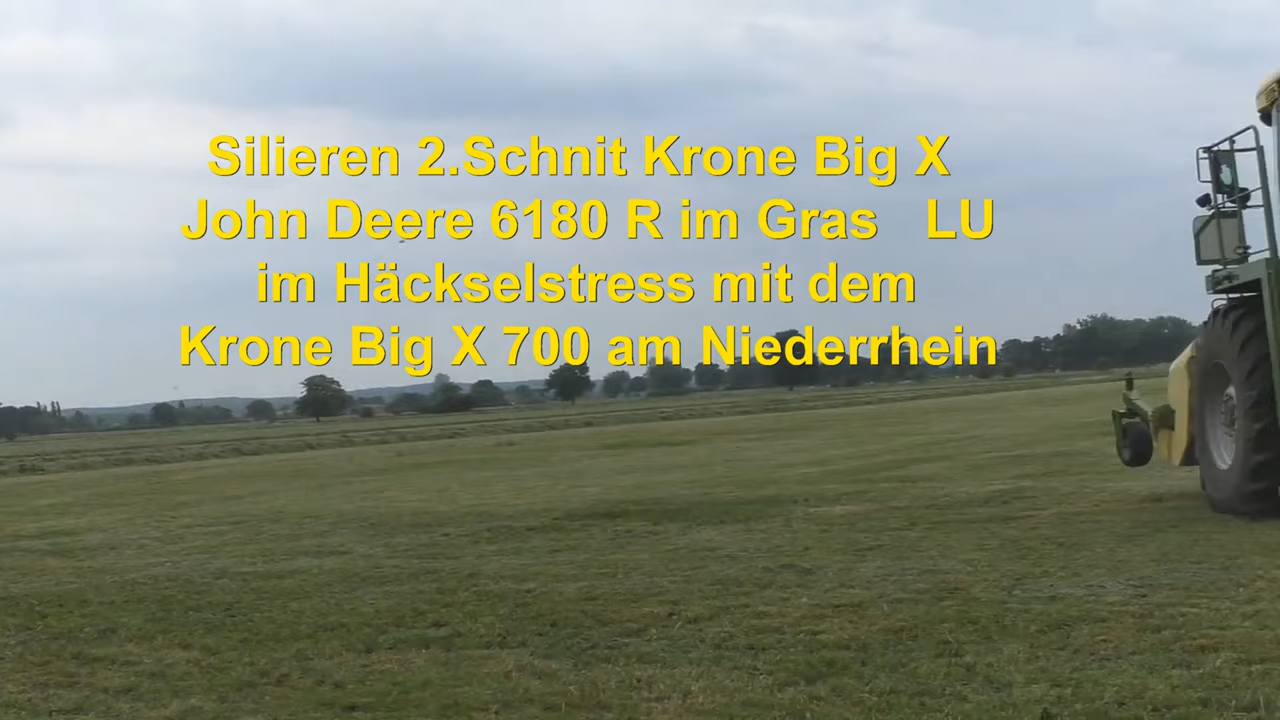 Silieren 2.Schnit Krone Big X
John Deere 6180 R im Gras LU
im Häckselstress mit dem
Krone Big X 700 am Niederrhein